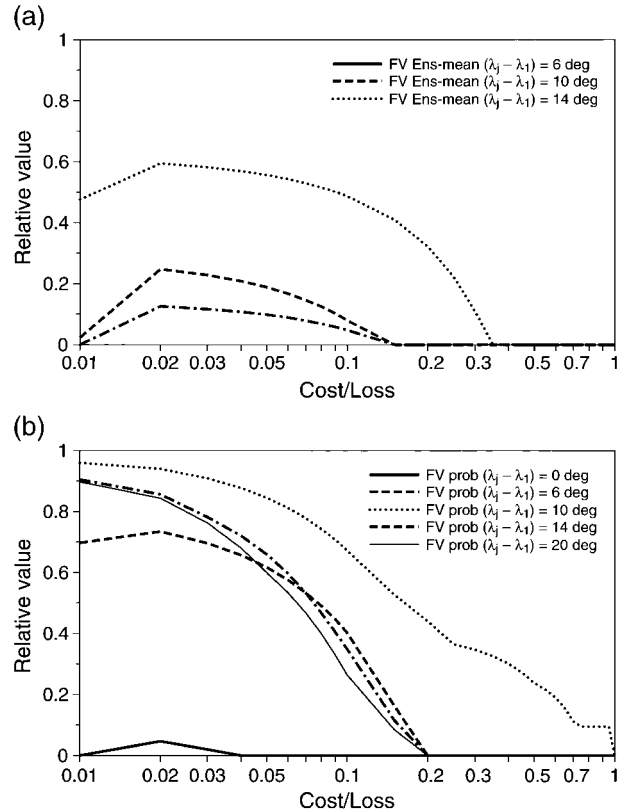 (a)
1
0.8
0.6
0.4
0.2
0
Relative value
FV Ens-mean (λj – λ1) = 6 deg
FV Ens-mean (λj – λ1) = 10 deg
FV Ens-mean (λj – λ1) = 14 deg
0.01 0.02 0.03 0.05 0.1 0.2 0.3 0.5 0.7 1
Cost/Loss
(b)
1
0.8
0.6
0.4
0.2
0
Relative value
FV prob (λj – λ1) = 0 deg
FV prob (λj – λ1) = 6 deg
FV prob (λj – λ1) = 10 deg
FV prob (λj – λ1) = 14 deg
FV prob (λj – λ1) = 20 deg
0.01 0.02 0.03 0.05 0.1 0.2 0.3 0.5 0.7 1
Cost/Loss